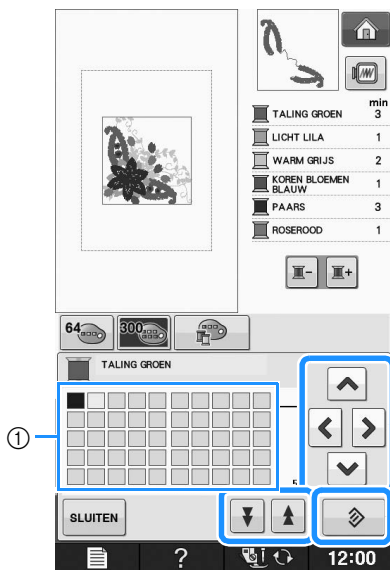 min
TALING GROEN 3
LICHT LILA 1
WARM GRIJS 2
KOREN BLOEMEN
BLAUW 1
PAARS 3
ROSEROOD 1
- +
64 300
TALING GROEN
1
5
SLUITEN
? 12:00